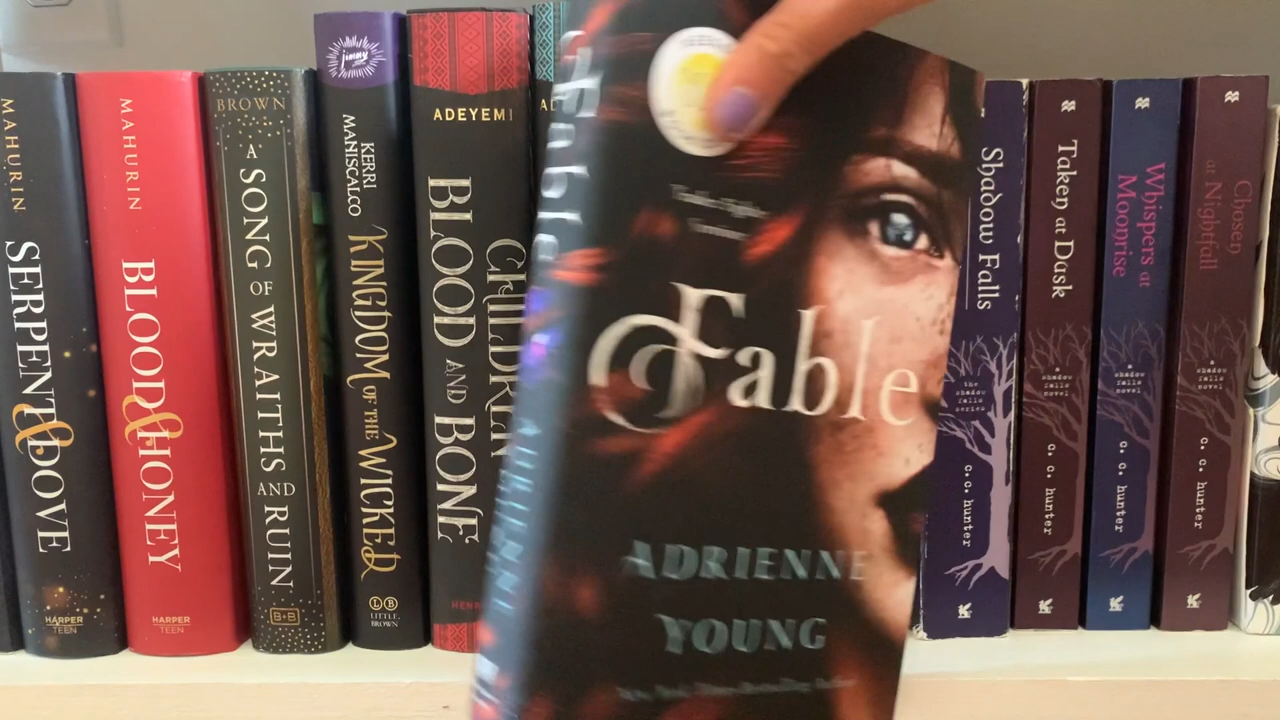 MAHURIN
SERPENT & DOVE
HARPER
TEEN
MAHURIN
BLOOD & HONEY
HARPER
TEEN
BROWN
A SONG OF WRAITHS AND RUIN
B+B
jimmy
KERRI
MANISCALCO
KINGDOM OF THE WICKED
LB
LITTLE,
BROWN
ADEYEMI
CHILDREN
BLOOD AND BONE
Fable
Fable
ADRIENNE
YOUNG
Shadow Falls
the
shadow
falls
series
c.c. hunter
Taken at Dusk
a
shadow
falls
novel
c. c. hunter
Whispers at
Moonrise
a
shadow
falls
novel
c. c. hunter
Chosen
at Nightfall
a
shadow
falls
novel
c. c. hunter